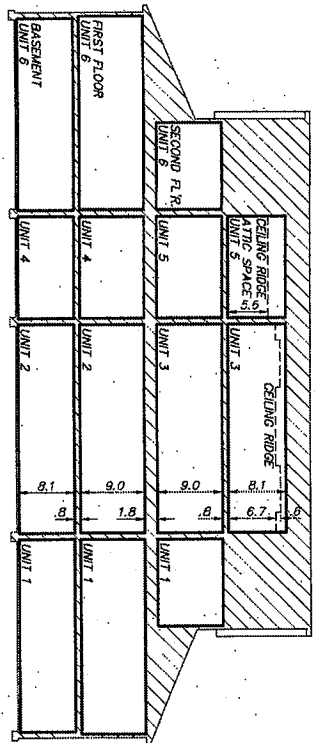 CEILING RIDGE
ATTIC SPACE
UNIT 5
5.5
UNIT 3
CEILING RIDGE
8.1
6.7
.6
SECOND FL'R.
UNIT 6
UNIT 5
UNIT 3
9.0
.8
UNIT 1
FIRST FLOOR
UNIT 6
UNIT 4
UNIT 2
9.0
1.8
UNIT 1
BASEMENT
UNIT 6
UNIT 4
UNIT 2
8.1
.8
UNIT 1